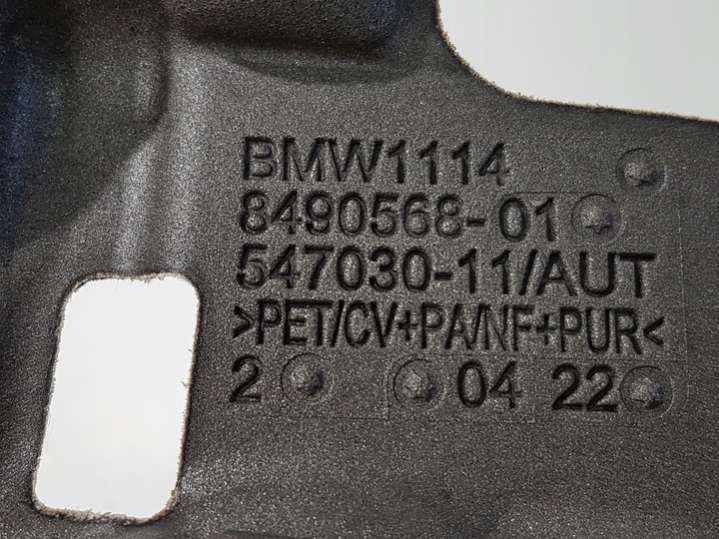 BMW1114
8490568-01
547030-11/AUT
>PET/CV+PA/NF+PUR<
2 04 22